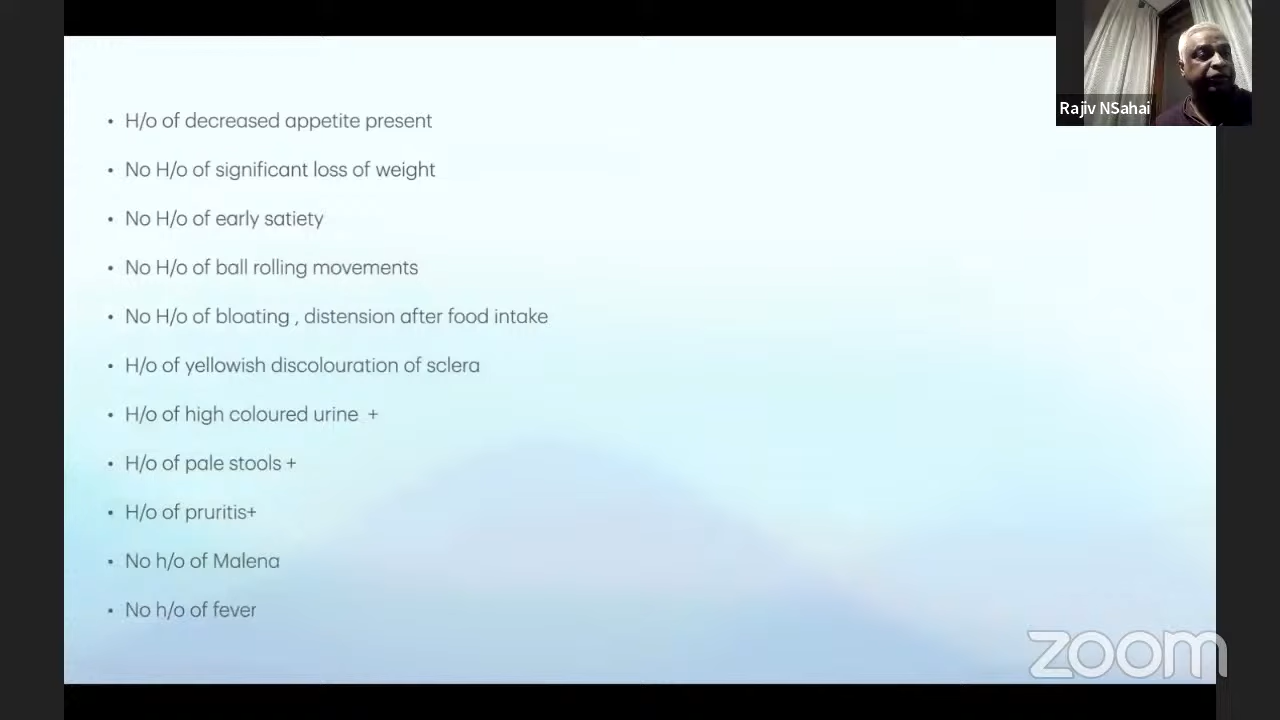 Rajiv NSahai
• H/o of decreased appetite present
• No H/o of significant loss of weight
• No H/o of early satiety
• No H/o of ball rolling movements
• No H/o of bloating , distension after food intake
• H/o of yellowish discolouration of sclera
• H/o of high coloured urine +
• H/o of pale stools +
• H/o of pruritis+
• No h/o of Malena
• No h/o of fever
zoom